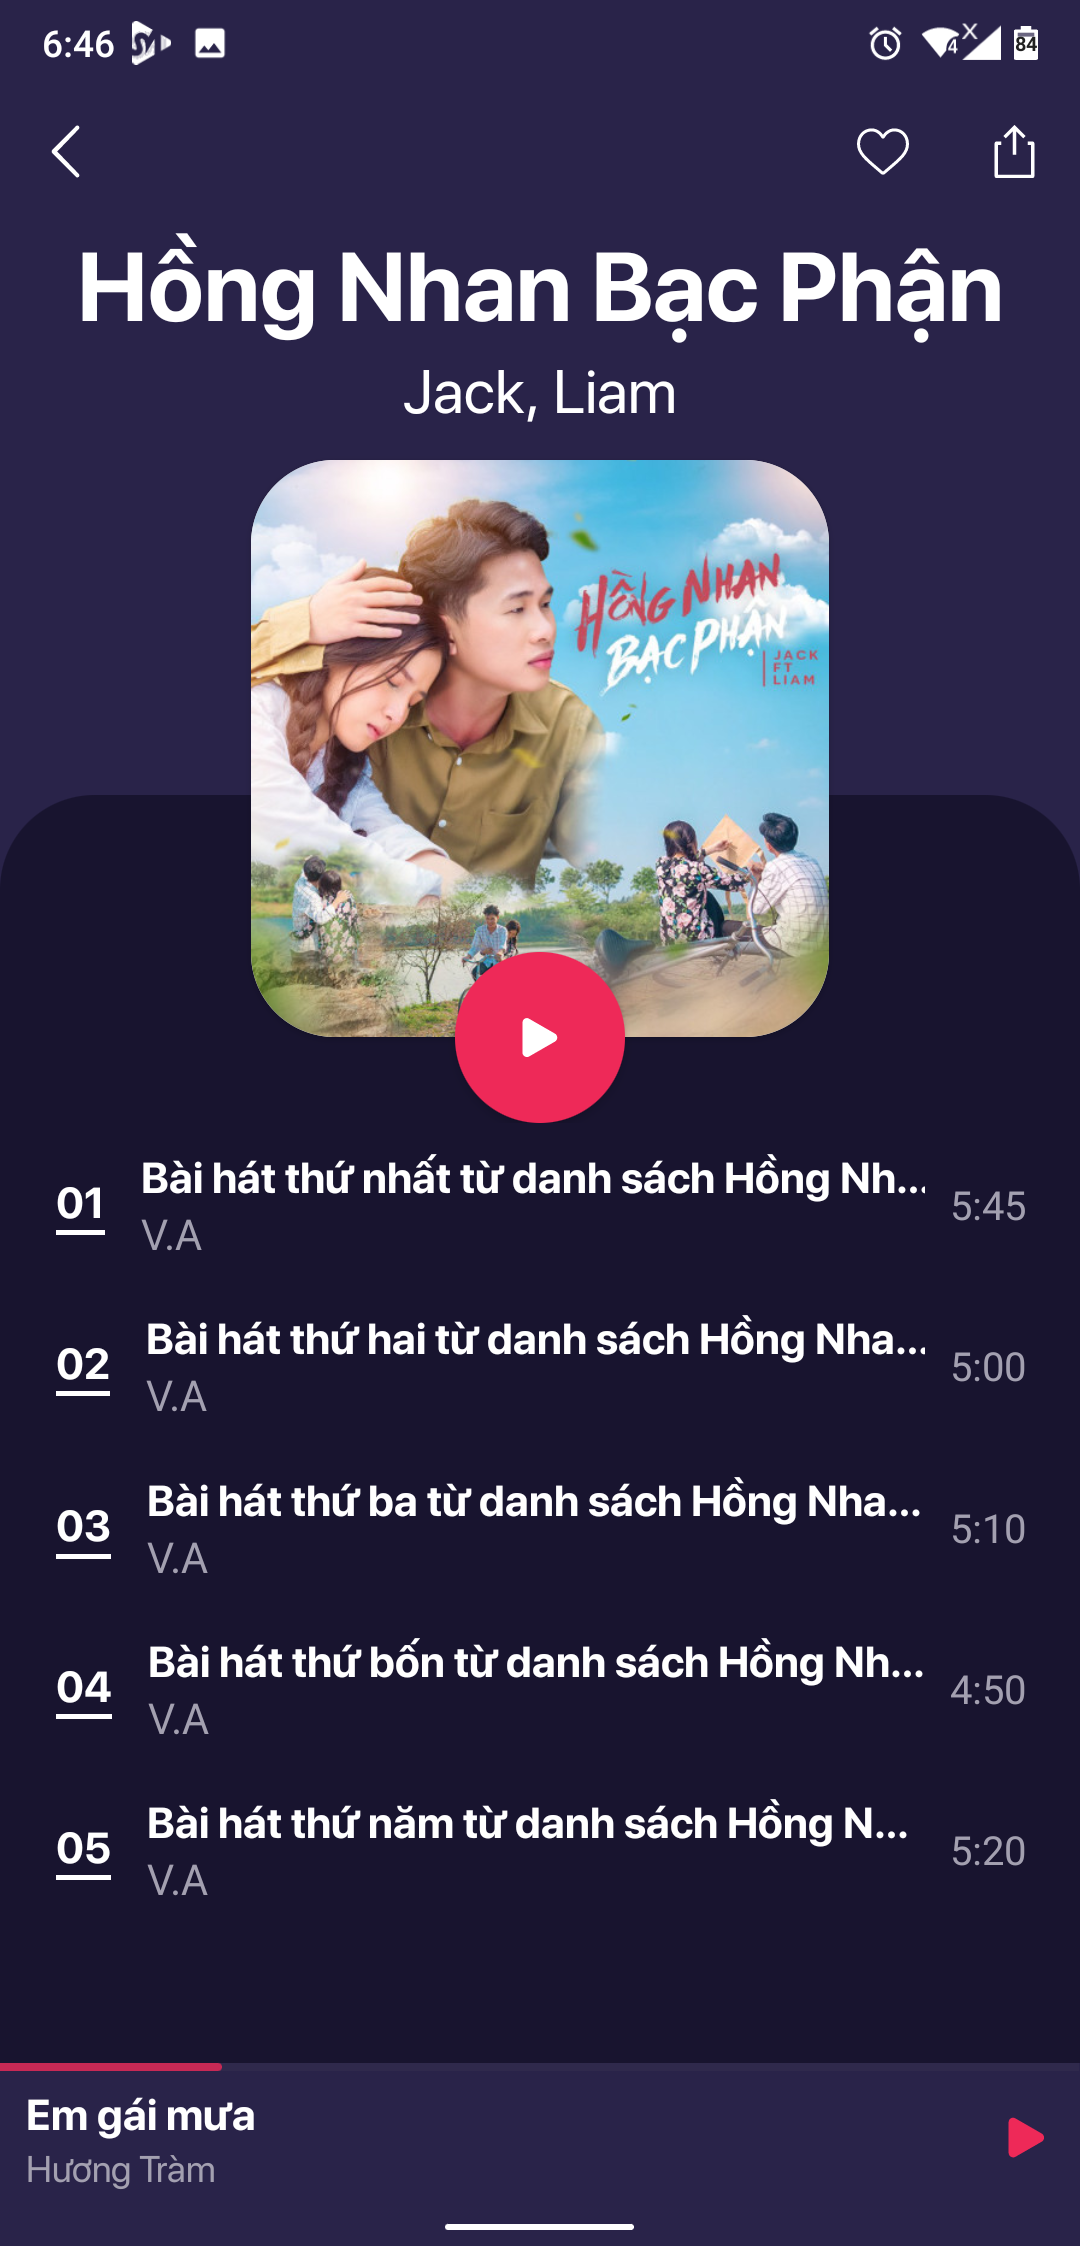 6:46
4
X
84
Hồng Nhan Bạc Phận
Jack, Liam
HỒNG NHAN
BẠC PHẬN
JACK
FT
LIAM
01
Bài hát thứ nhất từ danh sách Hồng Nh...
V.A
5:45
02
Bài hát thứ hai từ danh sách Hồng Nha...
V.A
5:00
03
Bài hát thứ ba từ danh sách Hồng Nha...
V.A
5:10
04
Bài hát thứ bốn từ danh sách Hồng Nh...
V.A
4:50
05
Bài hát thứ năm từ danh sách Hồng N...
V.A
5:20
Em gái mưa
Hương Tràm